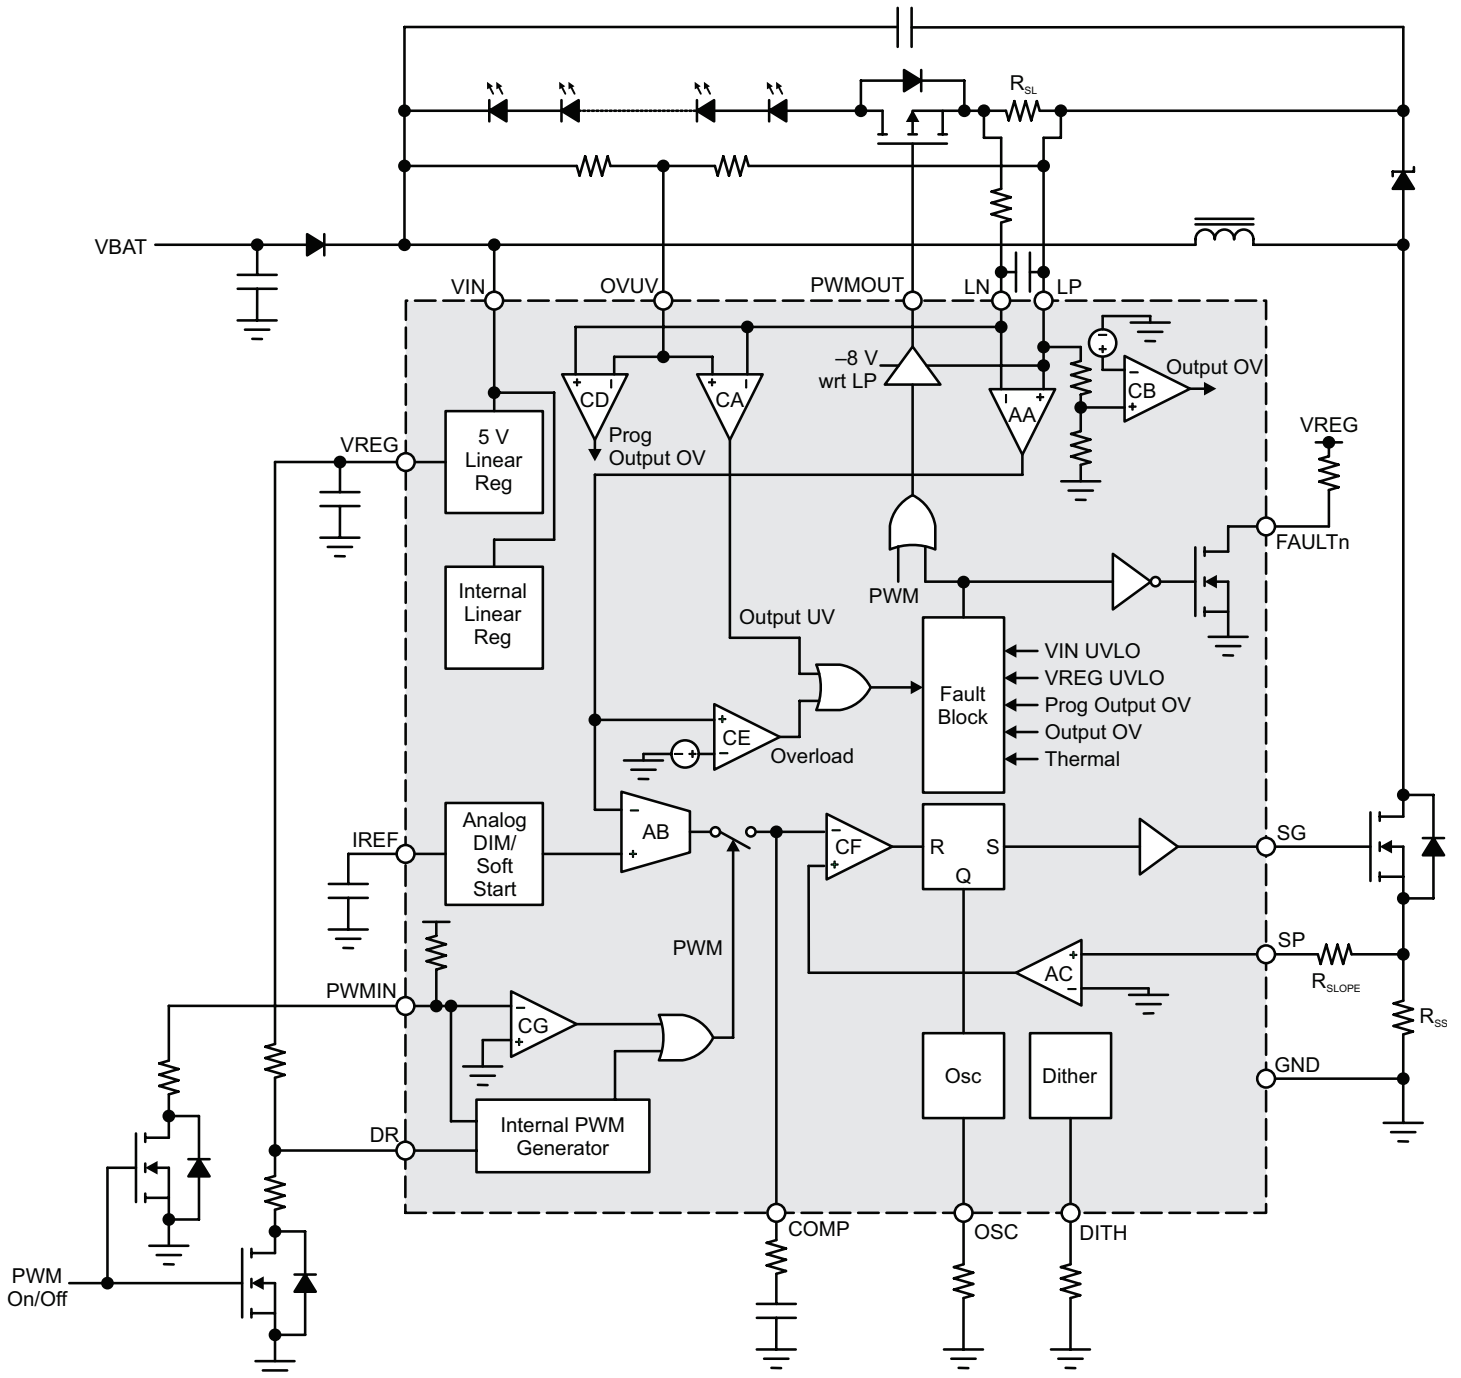 R_SL
VBAT
VIN
OVUV
PWMOUT
LN
LP
–8 V
wrt LP
Output OV
CD
CA
AA
CB
Prog
Output OV
VREG
5 V
Linear
Reg
VREG
FAULTn
Internal
Linear
Reg
PWM
Output UV
Fault
Block
VIN UVLO
VREG UVLO
Prog Output OV
Output OV
Thermal
CE
Overload
IREF
Analog
DIM/
Soft
Start
AB
CF
R
S
Q
SG
PWM
AC
SP
R_SLOPE
R_SS
PWMIN
CG
GND
Osc
Dither
DR
Internal PWM
Generator
COMP
OSC
DITH
PWM
On/Off